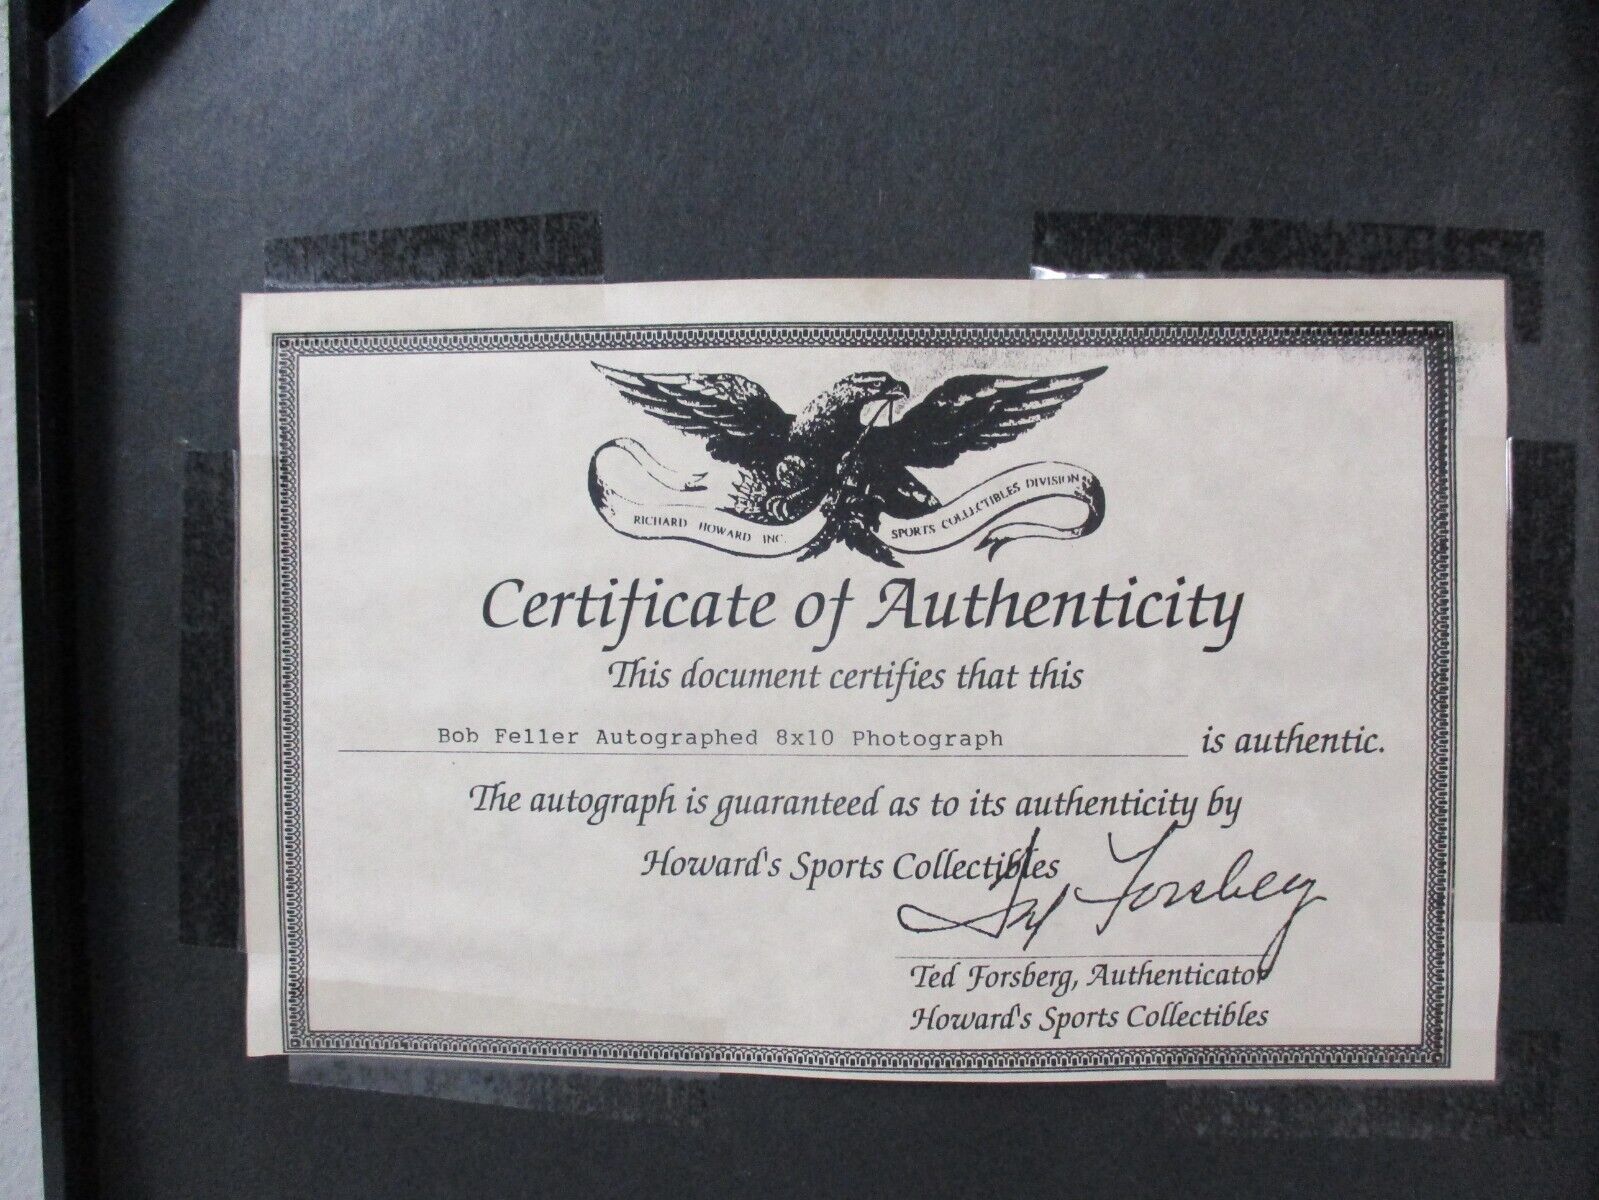 RICHARD HOWARD INC.
SPORTS COLLECTIBLES DIVISION
Certificate of Authenticity
This document certifies that this
Bob Feller Autographed 8x10 Photograph is authentic.
The autograph is guaranteed as to its authenticity by
Howard's Sports Collectibles
Ted Forsberg
Ted Forsberg, Authenticator
Howard's Sports Collectibles